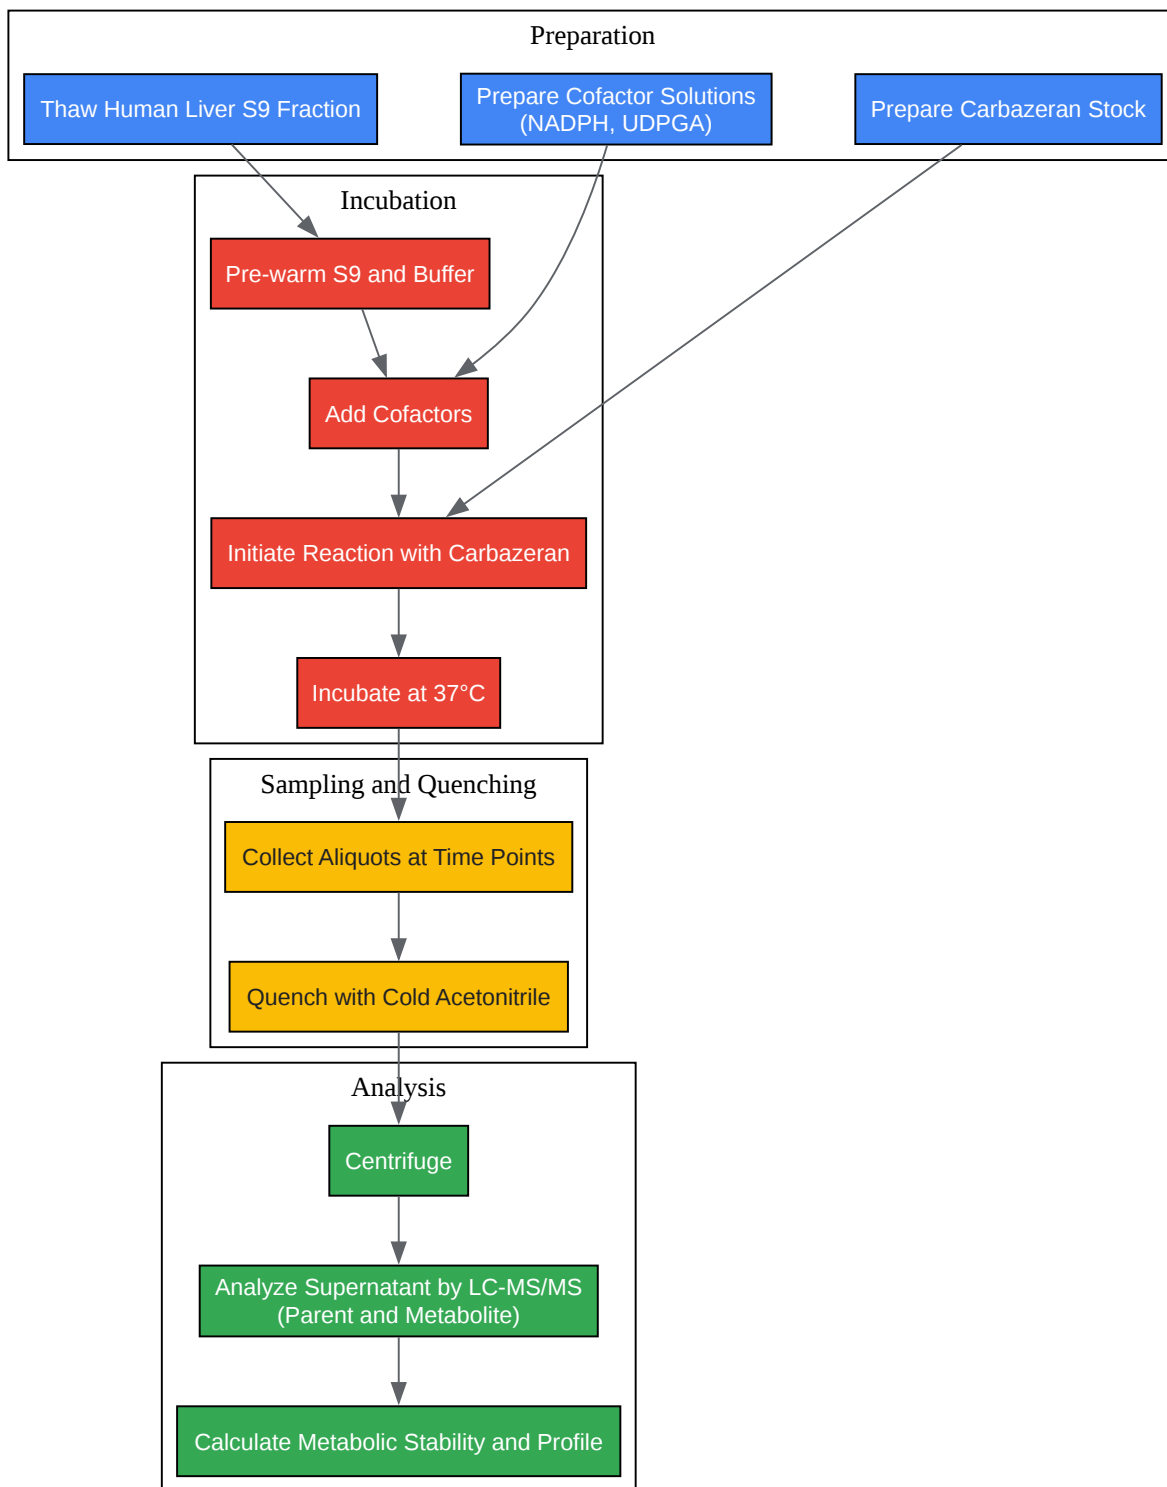 Preparation
Thaw Human Liver S9 Fraction
Prepare Cofactor Solutions
(NADPH, UDPGA)
Prepare Carbazeran Stock
Incubation
Pre-warm S9 and Buffer
Add Cofactors
Initiate Reaction with Carbazeran
Incubate at 37°C
Sampling and Quenching
Collect Aliquots at Time Points
Quench with Cold Acetonitrile
Analysis
Centrifuge
Analyze Supernatant by LC-MS/MS
(Parent and Metabolite)
Calculate Metabolic Stability and Profile